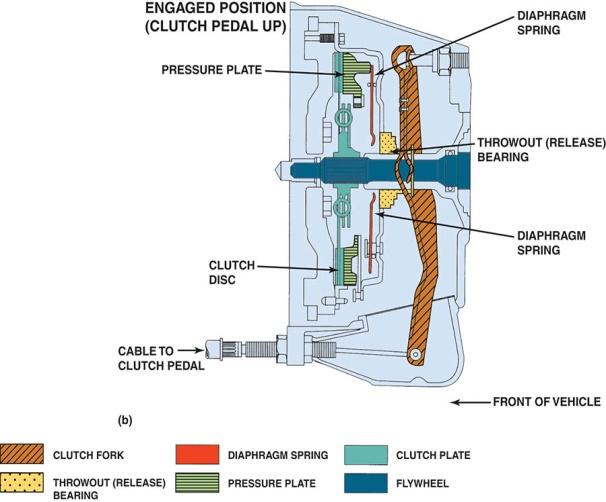 ENGAGED POSITION
(CLUTCH PEDAL UP)
DIAPHRAGM
SPRING
PRESSURE PLATE
THROWOUT (RELEASE)
BEARING
DIAPHRAGM
SPRING
CLUTCH
DISC
CABLE TO
CLUTCH PEDAL
FRONT OF VEHICLE
(b)
CLUTCH FORK
DIAPHRAGM SPRING
CLUTCH PLATE
THROWOUT (RELEASE)
BEARING
PRESSURE PLATE
FLYWHEEL